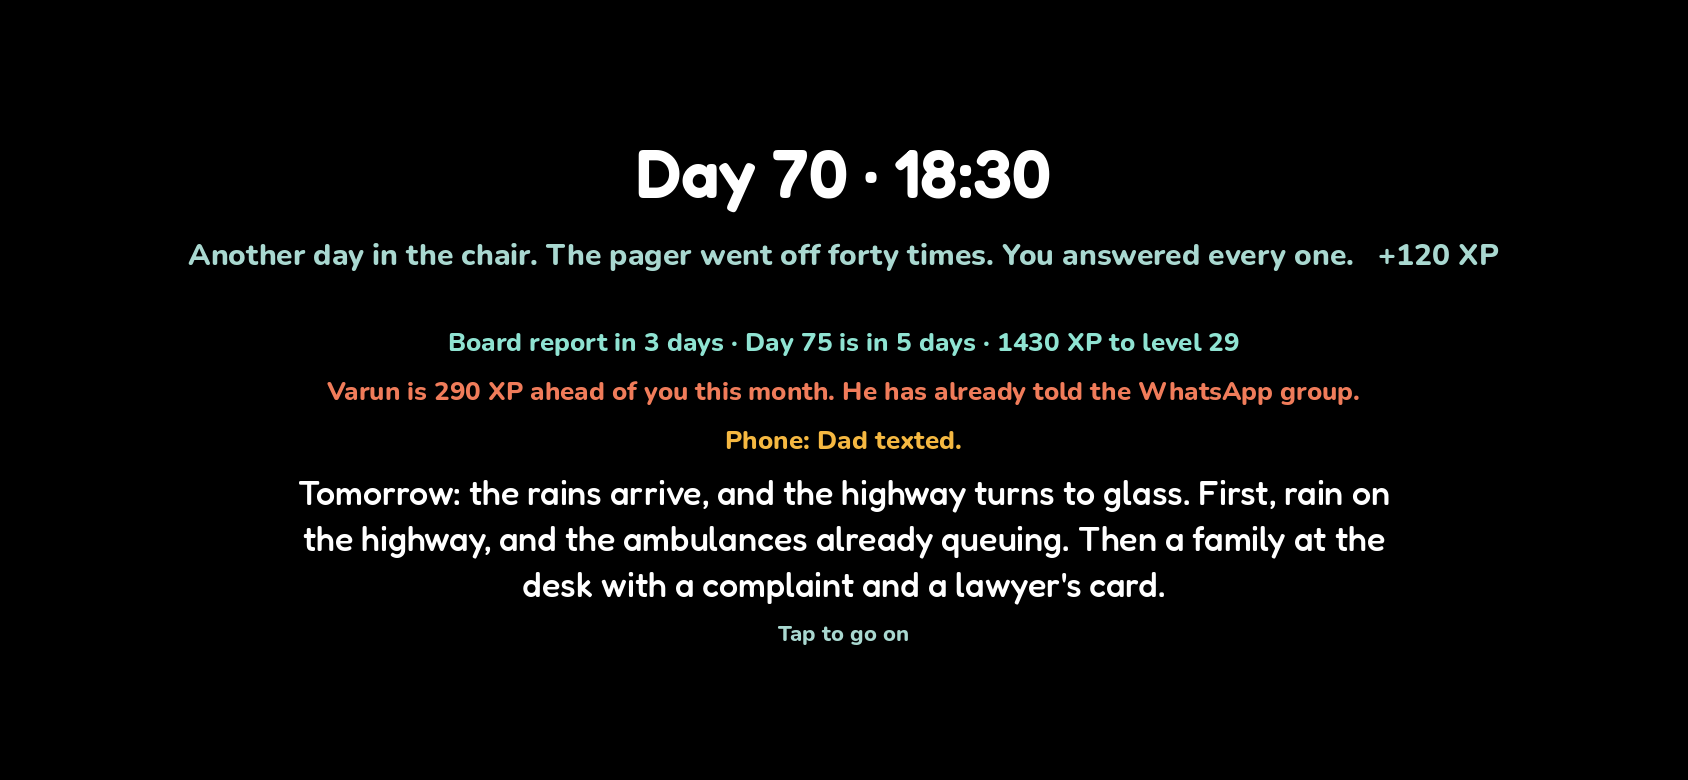 Day 70 · 18:30
Another day in the chair. The pager went off forty times. You answered every one. +120 XP
Board report in 3 days · Day 75 is in 5 days · 1430 XP to level 29
Varun is 290 XP ahead of you this month. He has already told the WhatsApp group.
Phone: Dad texted.
Tomorrow: the rains arrive, and the highway turns to glass. First, rain on
the highway, and the ambulances already queuing. Then a family at the
desk with a complaint and a lawyer's card.
Tap to go on